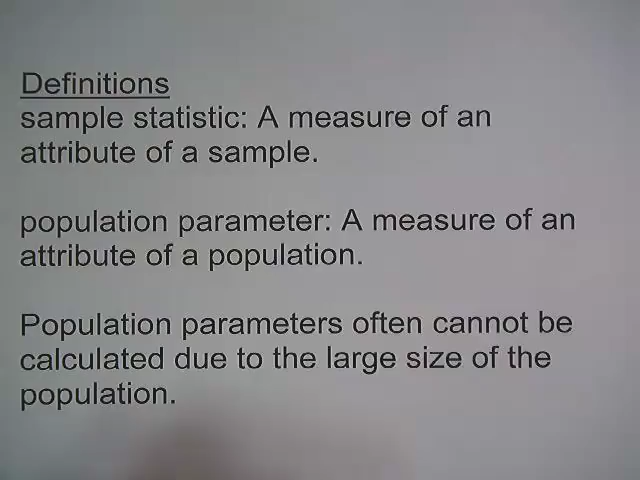 Definitions
sample statistic: A measure of an
attribute of a sample.
population parameter: A measure of an
attribute of a population.
Population parameters often cannot be
calculated due to the large size of the
population.